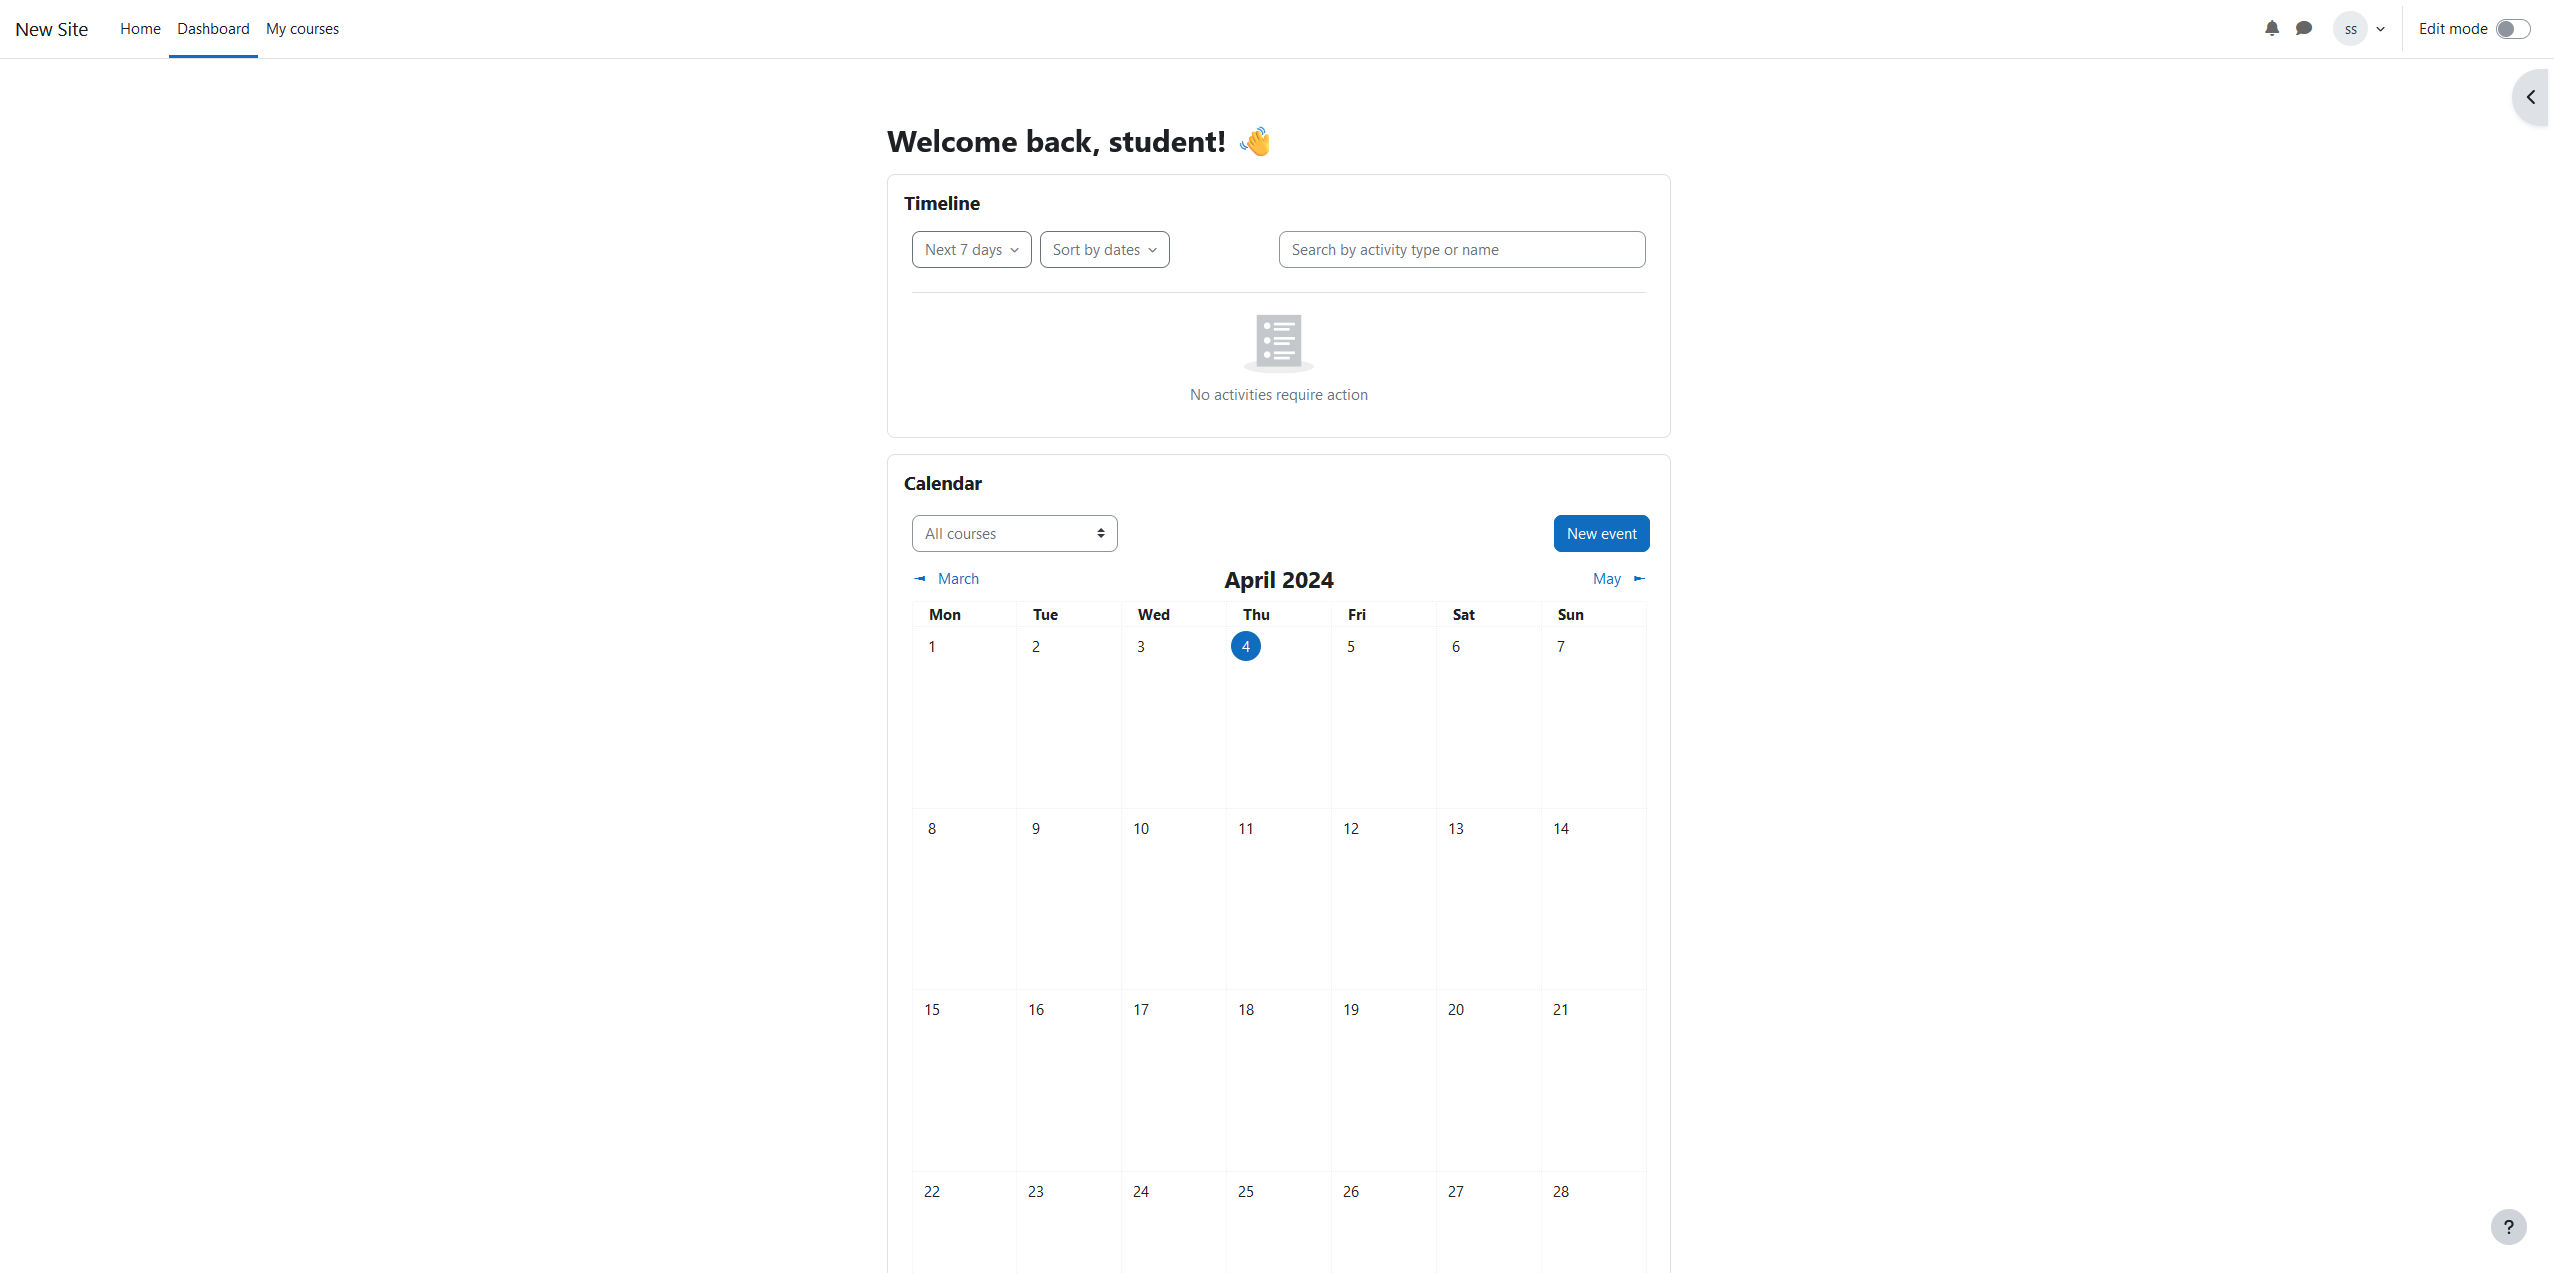 New Site Home Dashboard My courses ss Edit mode
Welcome back, student! 👋
Timeline
Next 7 days Sort by dates Search by activity type or name
No activities require action
Calendar
All courses New event
◄ March April 2024 May ►
Mon Tue Wed Thu Fri Sat Sun
1 2 3 4 5 6 7
8 9 10 11 12 13 14
15 16 17 18 19 20 21
22 23 24 25 26 27 28
?